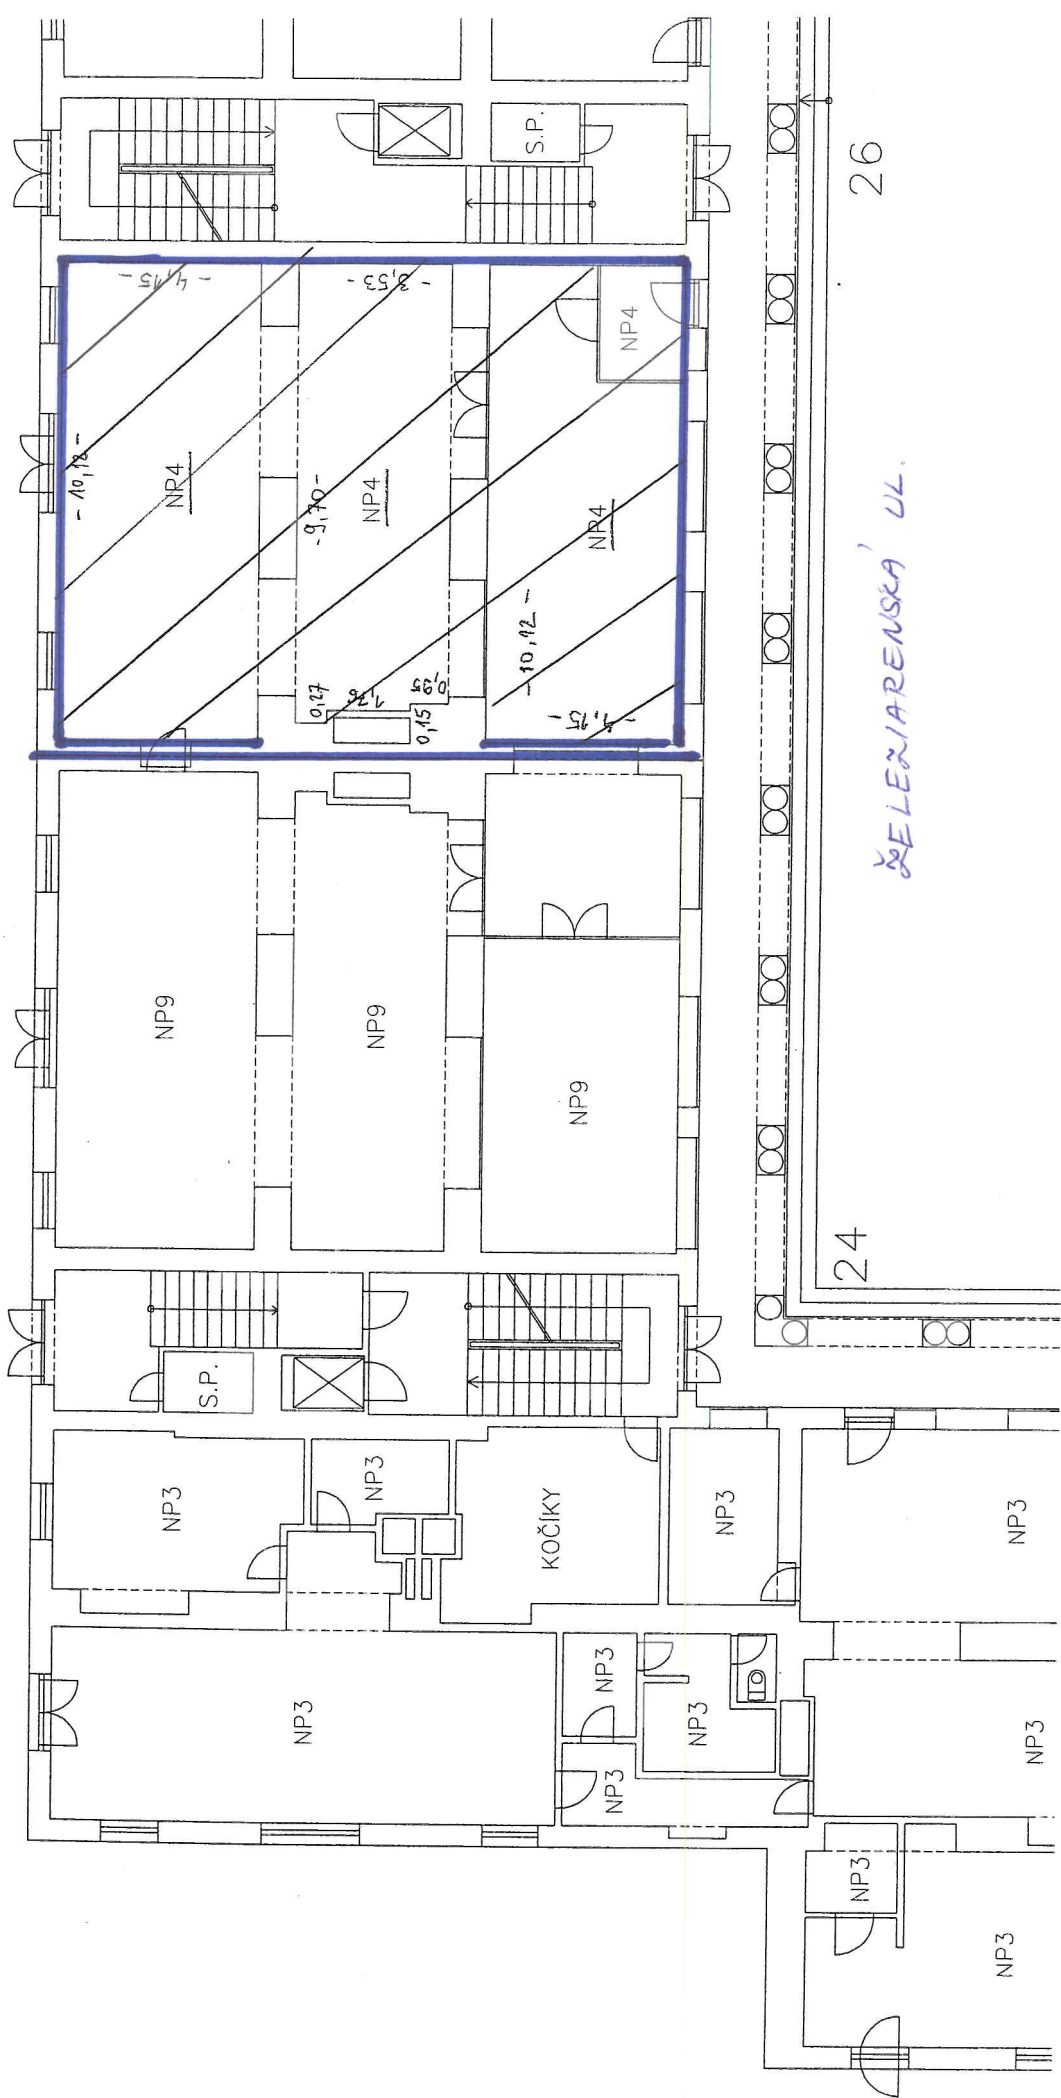 S.P.
26
- 4,15 -
- 3,53 -
NP4
- 10,18 -
NP4
- 9,70 -
NP4
NP4
- 10,12 -
0,27
1,76
0,95
0,15
- 4,15 -
ŽELEZIARENSKÁ UL.
NP9
NP9
NP9
24
S.P.
NP3
NP3
KOČÍKY
NP3
NP3
NP3
NP3
NP3
NP3
NP3
NP3
NP3